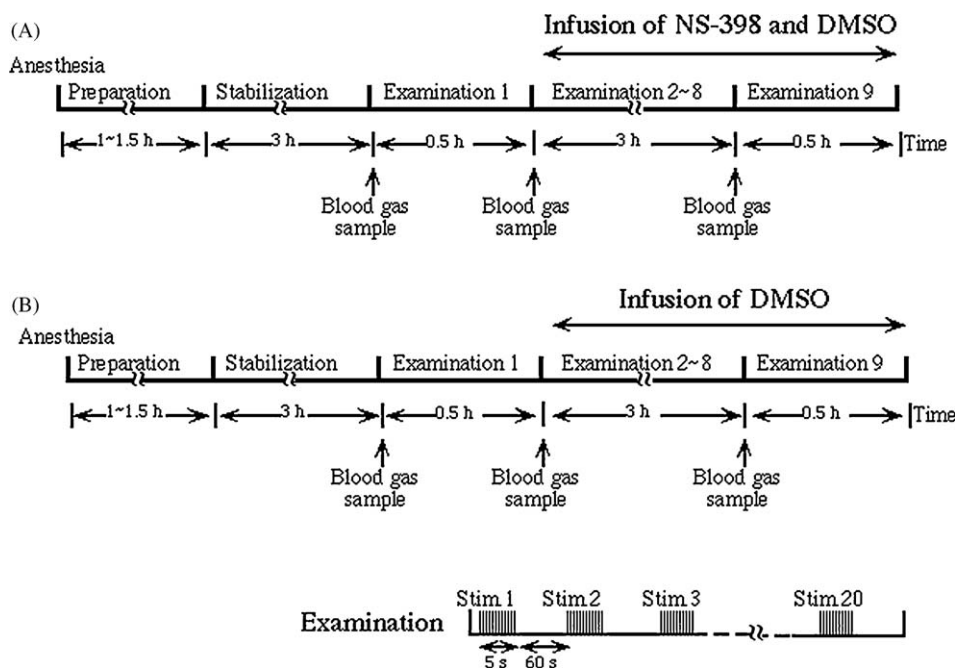 (A)
Infusion of NS-398 and DMSO
Anesthesia
Preparation Stabilization Examination 1 Examination 2~8 Examination 9
1~1.5 h 3 h 0.5 h 3 h 0.5 h Time
Blood gas Blood gas Blood gas
sample sample sample
(B)
Infusion of DMSO
Anesthesia
Preparation Stabilization Examination 1 Examination 2~8 Examination 9
1~1.5 h 3 h 0.5 h 3 h 0.5 h Time
Blood gas Blood gas Blood gas
sample sample sample
Stim.1 Stim.2 Stim.3 Stim.20
Examination
5 s 60 s